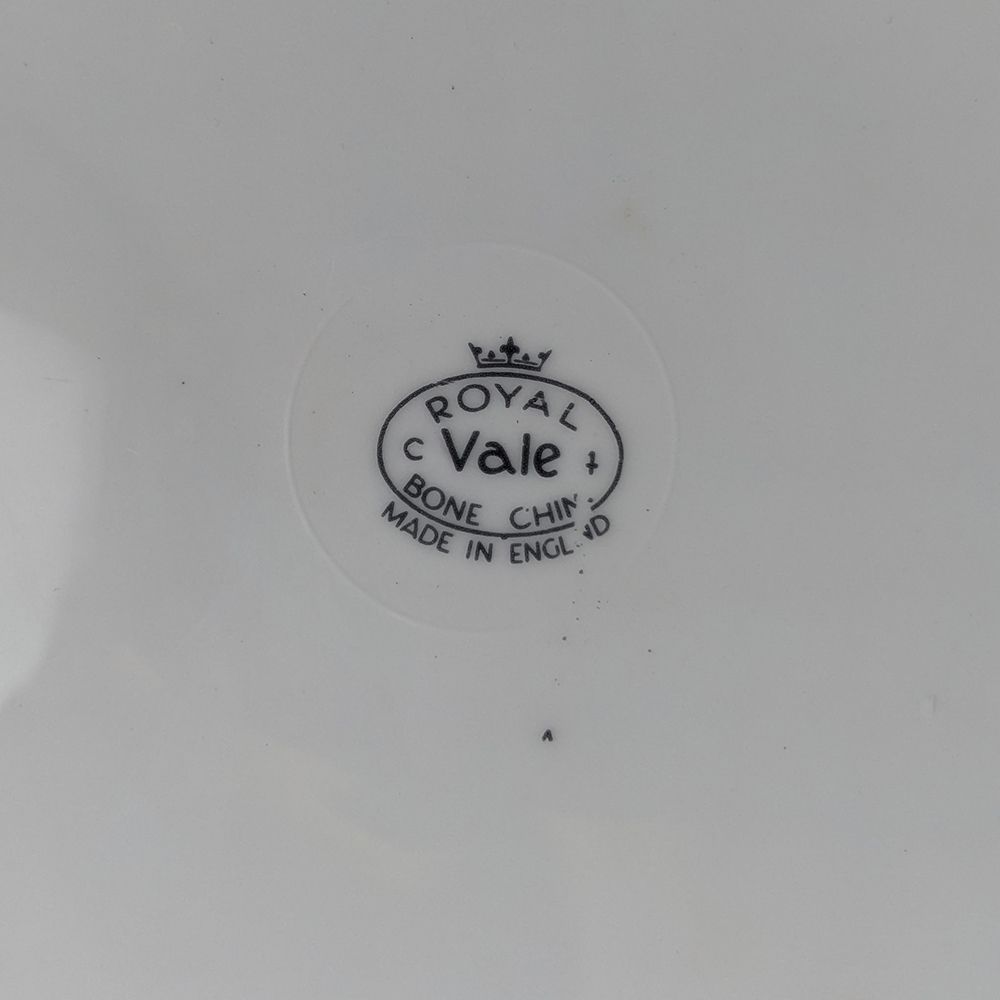 ROYAL
C Vale
BONE CHIN
MADE IN ENGL ND